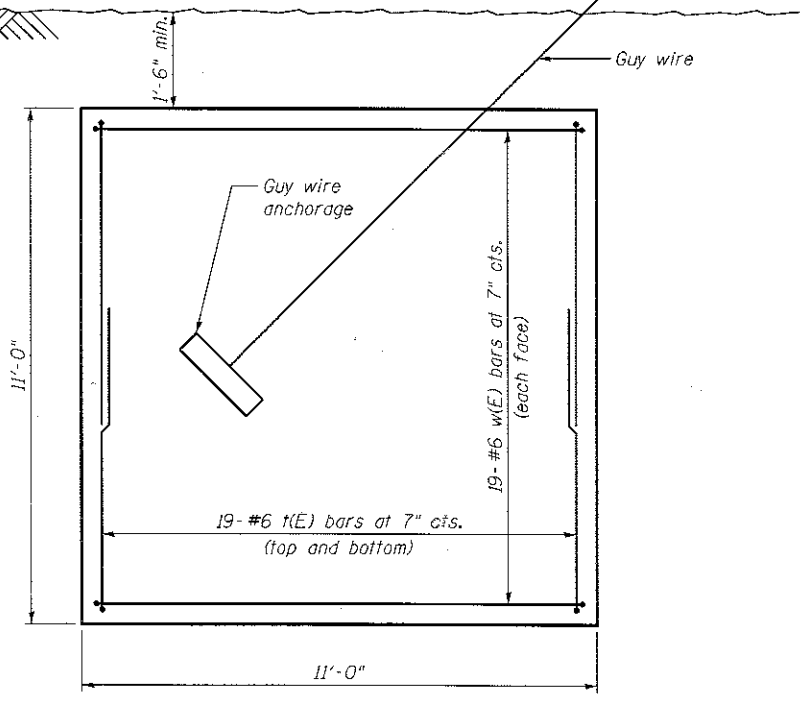 1'-6" min.
Guy wire
Guy wire
anchorage
11'-0"
19-#6 w(E) bars at 7" cts.
(each face)
19-#6 t(E) bars at 7" cts.
(top and bottom)
11'-0"